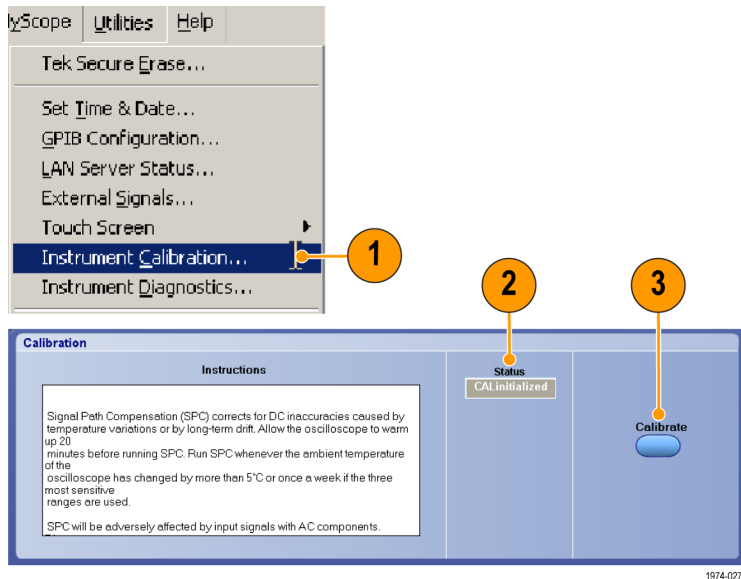 lyScope Utilities Help
Tek Secure Erase...
Set Time & Date...
GPIB Configuration...
LAN Server Status...
External Signals...
Touch Screen
Instrument Calibration...
Instrument Diagnostics...
1
2
3
Calibration
Instructions
Status
CALinitialized
Calibrate
Signal Path Compensation (SPC) corrects for DC inaccuracies caused by
temperature variations or by long-term drift. Allow the oscilloscope to warm
up 20
minutes before running SPC. Run SPC whenever the ambient temperature
of the
oscilloscope has changed by more than 5°C or once a week if the three
most sensitive
ranges are used.
SPC will be adversely affected by input signals with AC components.
1974-027